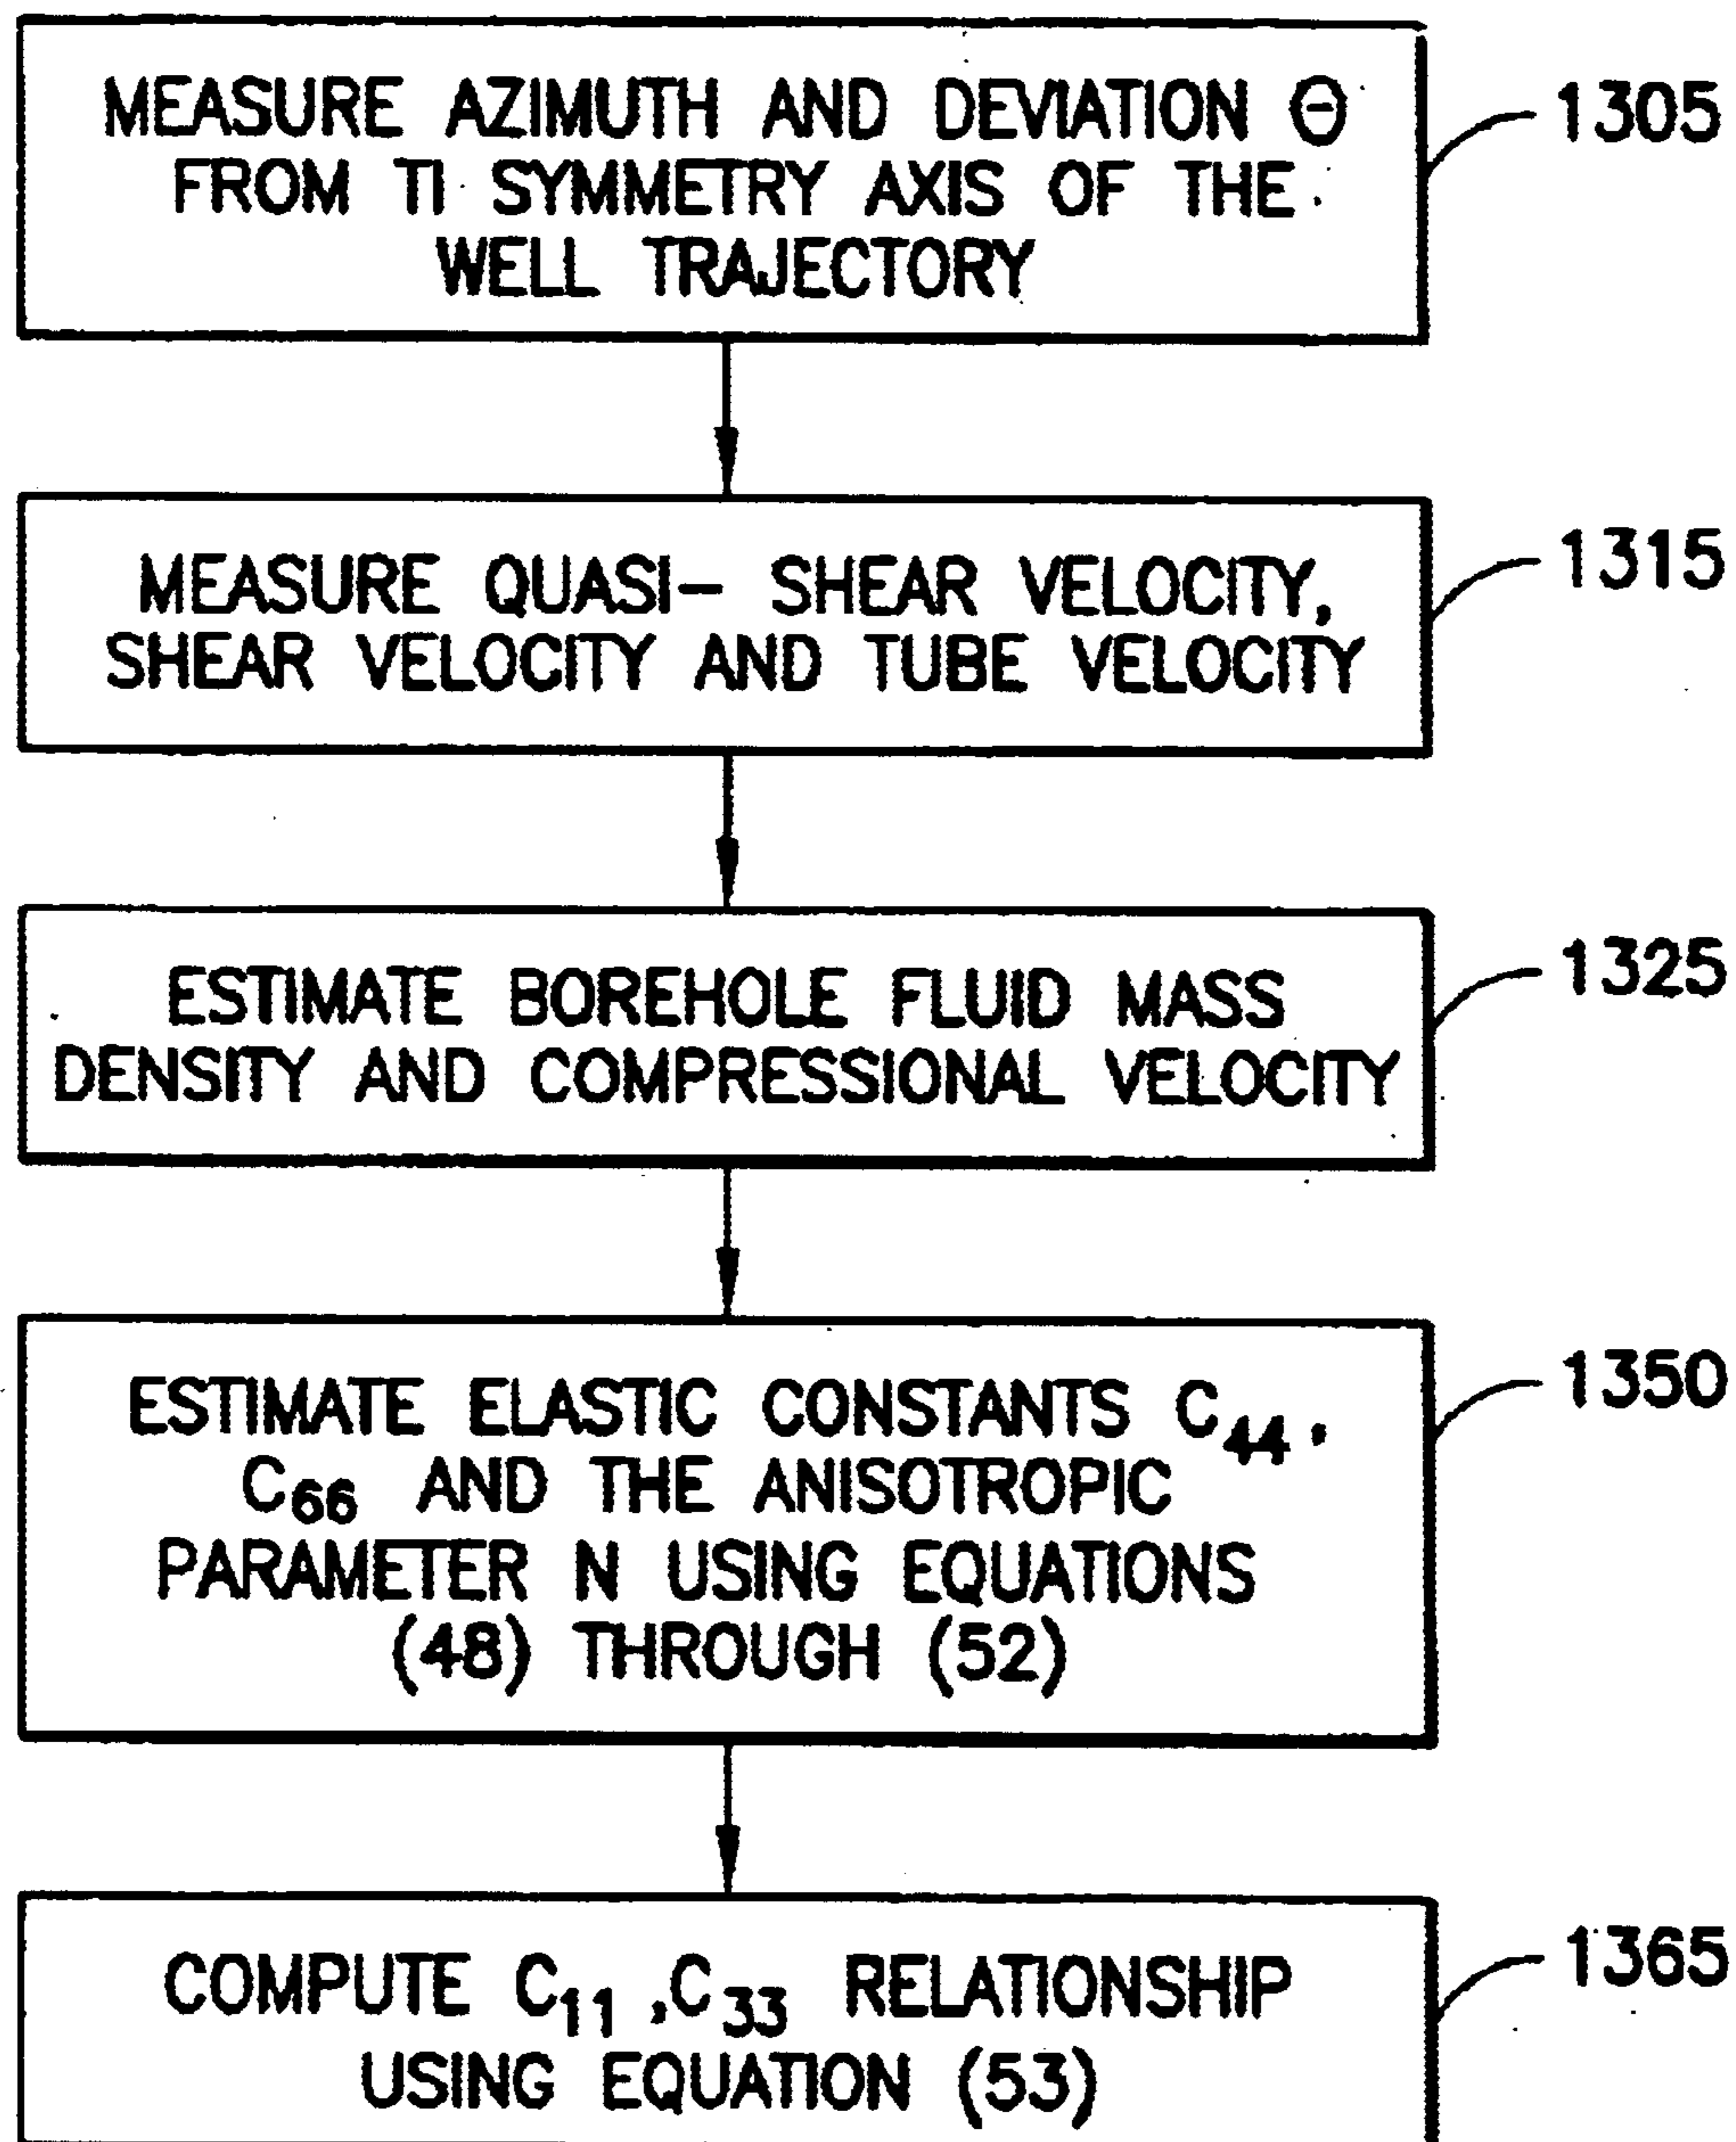 MEASURE AZIMUTH AND DEVIATION Θ
FROM TI SYMMETRY AXIS OF THE
WELL TRAJECTORY
1305
MEASURE QUASI- SHEAR VELOCITY,
SHEAR VELOCITY AND TUBE VELOCITY
1315
ESTIMATE BOREHOLE FLUID MASS
DENSITY AND COMPRESSIONAL VELOCITY
1325
ESTIMATE ELASTIC CONSTANTS C44,
C66 AND THE ANISOTROPIC
PARAMETER N USING EQUATIONS
(48) THROUGH (52)
1350
COMPUTE C11 ,C33 RELATIONSHIP
USING EQUATION (53)
1365